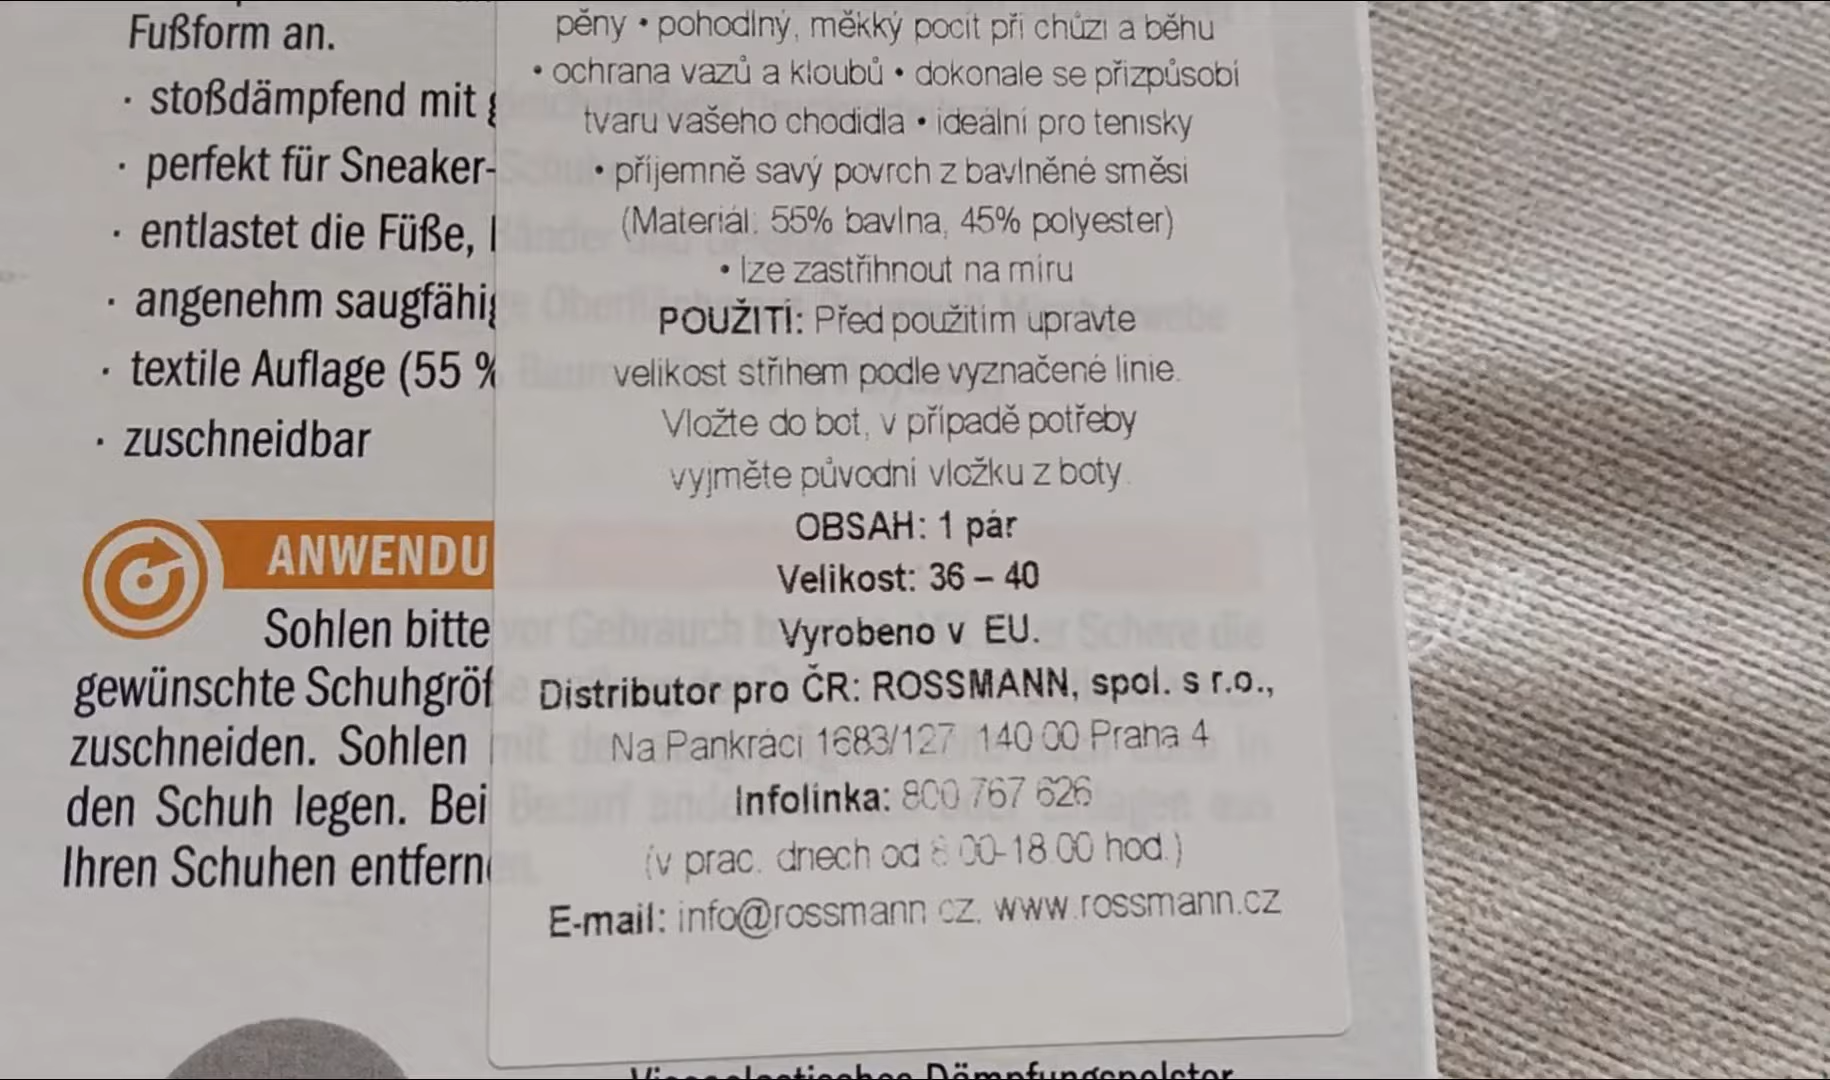 Fußform an.
· stoßdämpfend mit
· perfekt für Sneaker-
· entlastet die Füße,
· angenehm saugfähig
· textile Auflage (55 %
· zuschneidbar
ANWENDU
Sohlen bitte
gewünschte Schuhgröß
zuschneiden. Sohlen
den Schuh legen. Bei
Ihren Schuhen entfern
pěny • pohodlný, měkký pocit při chůzi a běhu
• ochrana vazů a kloubů • dokonale se přizpůsobí
tvaru vašeho chodidla • ideální pro tenisky
• příjemně savý povrch z bavlněné směsi
(Materiál: 55% bavlna, 45% polyester)
• lze zastřihnout na míru
POUŽITÍ: Před použitím upravte
velikost střihem podle vyznačené linie.
Vložte do bot, v případě potřeby
vyjměte původní vložku z boty.
OBSAH: 1 pár
Velikost: 36 – 40
Vyrobeno v EU.
Distributor pro ČR: ROSSMANN, spol. s r.o.,
Na Pankráci 1683/127 140 00 Praha 4
Infolinka: 800 767 626
(v prac. dnech od 8.00-18.00 hod.)
E-mail: info@rossmann.cz, www.rossmann.cz
Viscoelastisches Dämpfungspolster